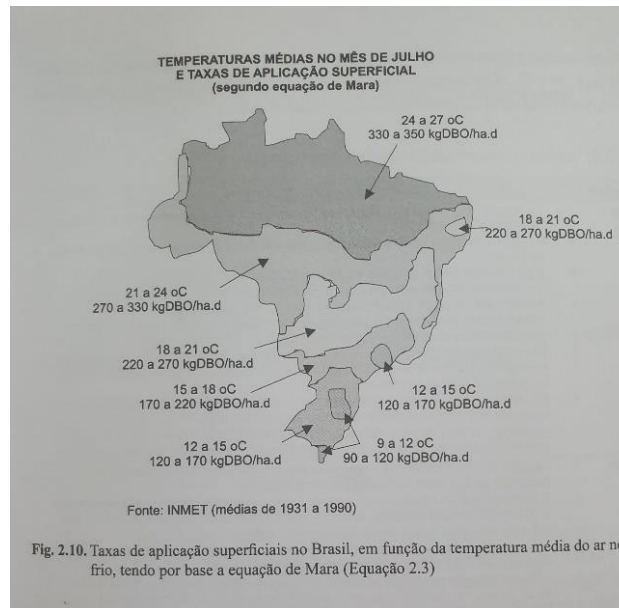 TEMPERATURAS MÉDIAS NO MÊS DE JULHO
E TAXAS DE APLICAÇÃO SUPERFICIAL
(segundo equação de Mara)
24 a 27 oC
330 a 350 kgDBO/ha.d
18 a 21 oC
220 a 270 kgDBO/ha.d
21 a 24 oC
270 a 330 kgDBO/ha.d
18 a 21 oC
220 a 270 kgDBO/ha.d
15 a 18 oC
170 a 220 kgDBO/ha.d
12 a 15 oC
120 a 170 kgDBO/ha.d
12 a 15 oC
120 a 170 kgDBO/ha.d
9 a 12 oC
90 a 120 kgDBO/ha.d
Fonte: INMET (médias de 1931 a 1990)
Fig. 2.10. Taxas de aplicação superficiais no Brasil, em função da temperatura média do ar
frio, tendo por base a equação de Mara (Equação 2.3)